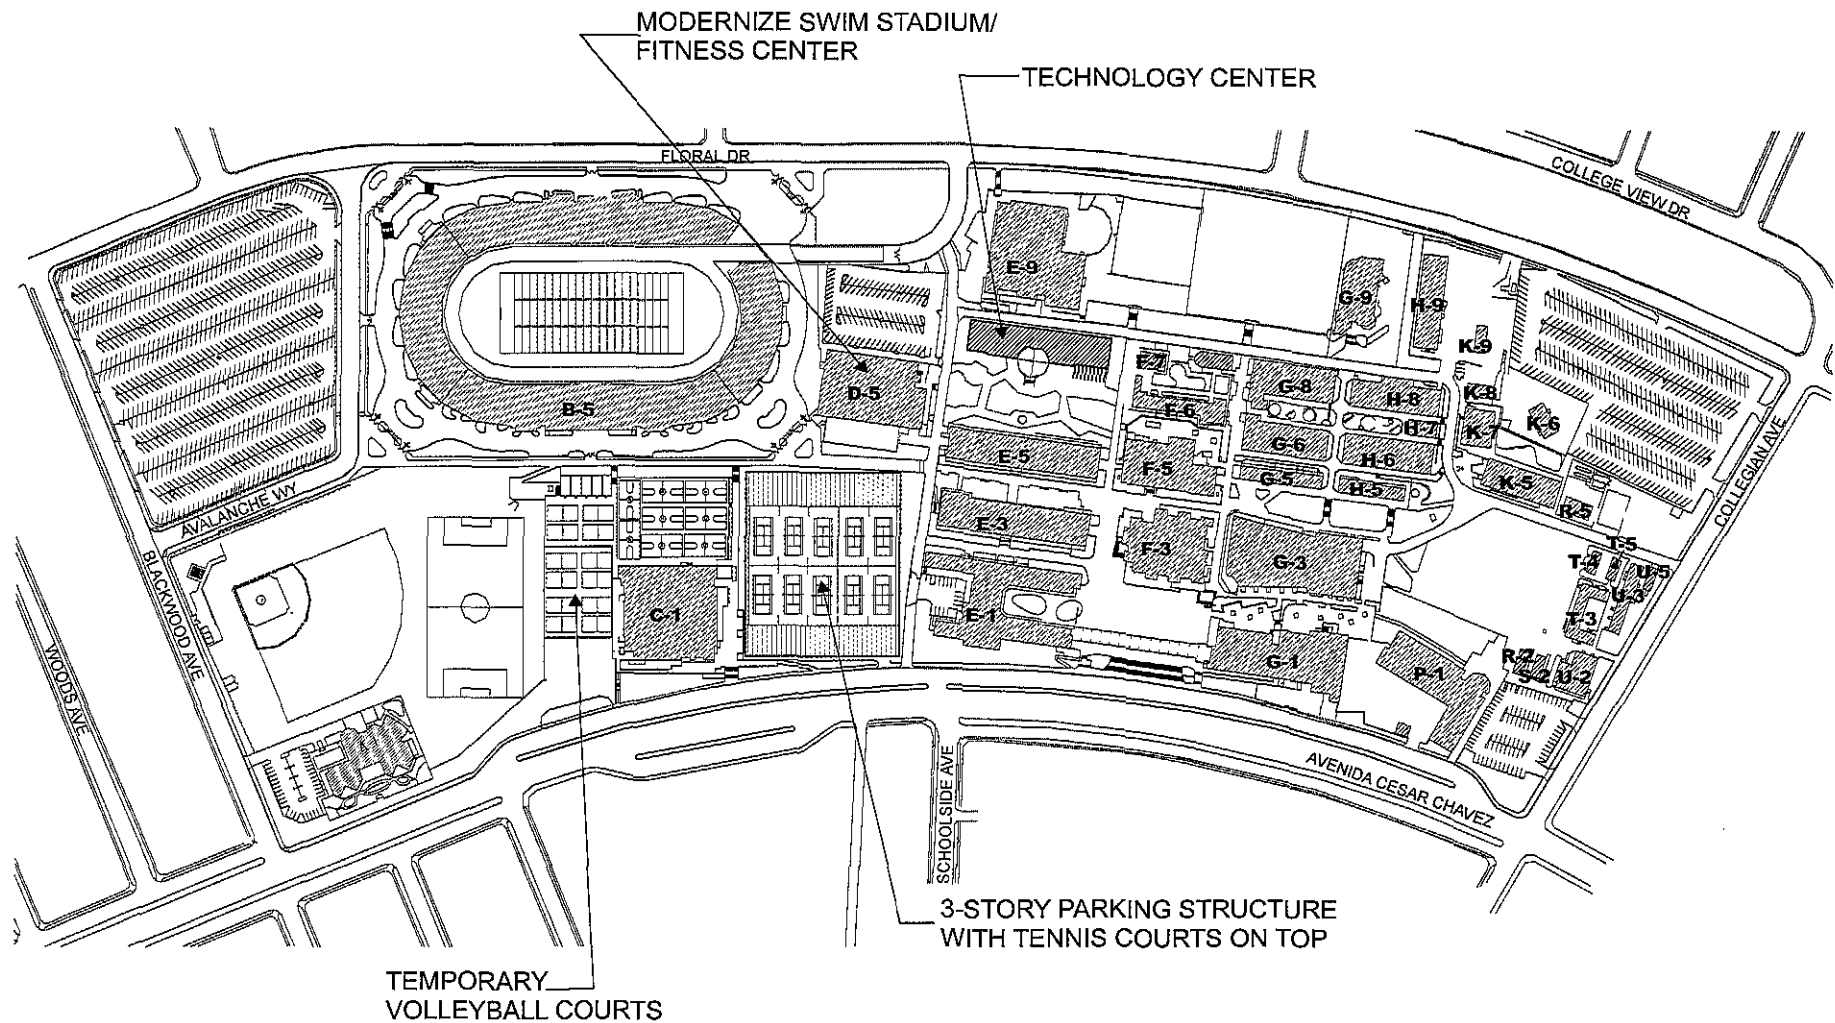 MODERNIZE SWIM STADIUM/
FITNESS CENTER
TECHNOLOGY CENTER
FLORAL DR
COLLEGE VIEW DR
E-9
G-9
H-9
K-9
F-7
G-8
H-8
K-8
D-5
B-5
F-6
H-7
K-7
K-6
E-5
F-5
G-6
H-6
G-5
H-5
K-5
R-5
COLLEGIAN AVE
AVALANCHE WY
E-3
F-3
G-3
T-5
T-4
U-5
U-3
T-3
BLACKWOOD AVE
WOODS AVE
C-1
E-1
G-1
P-1
R-2
S-2
U-2
SCHOOLSIDE AVE
AVENIDA CESAR CHAVEZ
3-STORY PARKING STRUCTURE
WITH TENNIS COURTS ON TOP
TEMPORARY
VOLLEYBALL COURTS